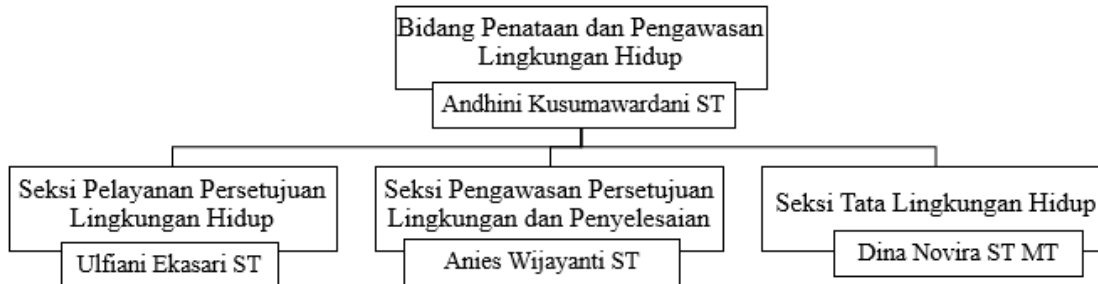 Bidang Penataan dan Pengawasan
Lingkungan Hidup
Andhini Kusumawardani ST
Seksi Pelayanan Persetujuan
Lingkungan Hidup
Ulfiani Ekasari ST
Seksi Pengawasan Persetujuan
Lingkungan dan Penyelesaian
Anies Wijayanti ST
Seksi Tata Lingkungan Hidup
Dina Novira ST MT